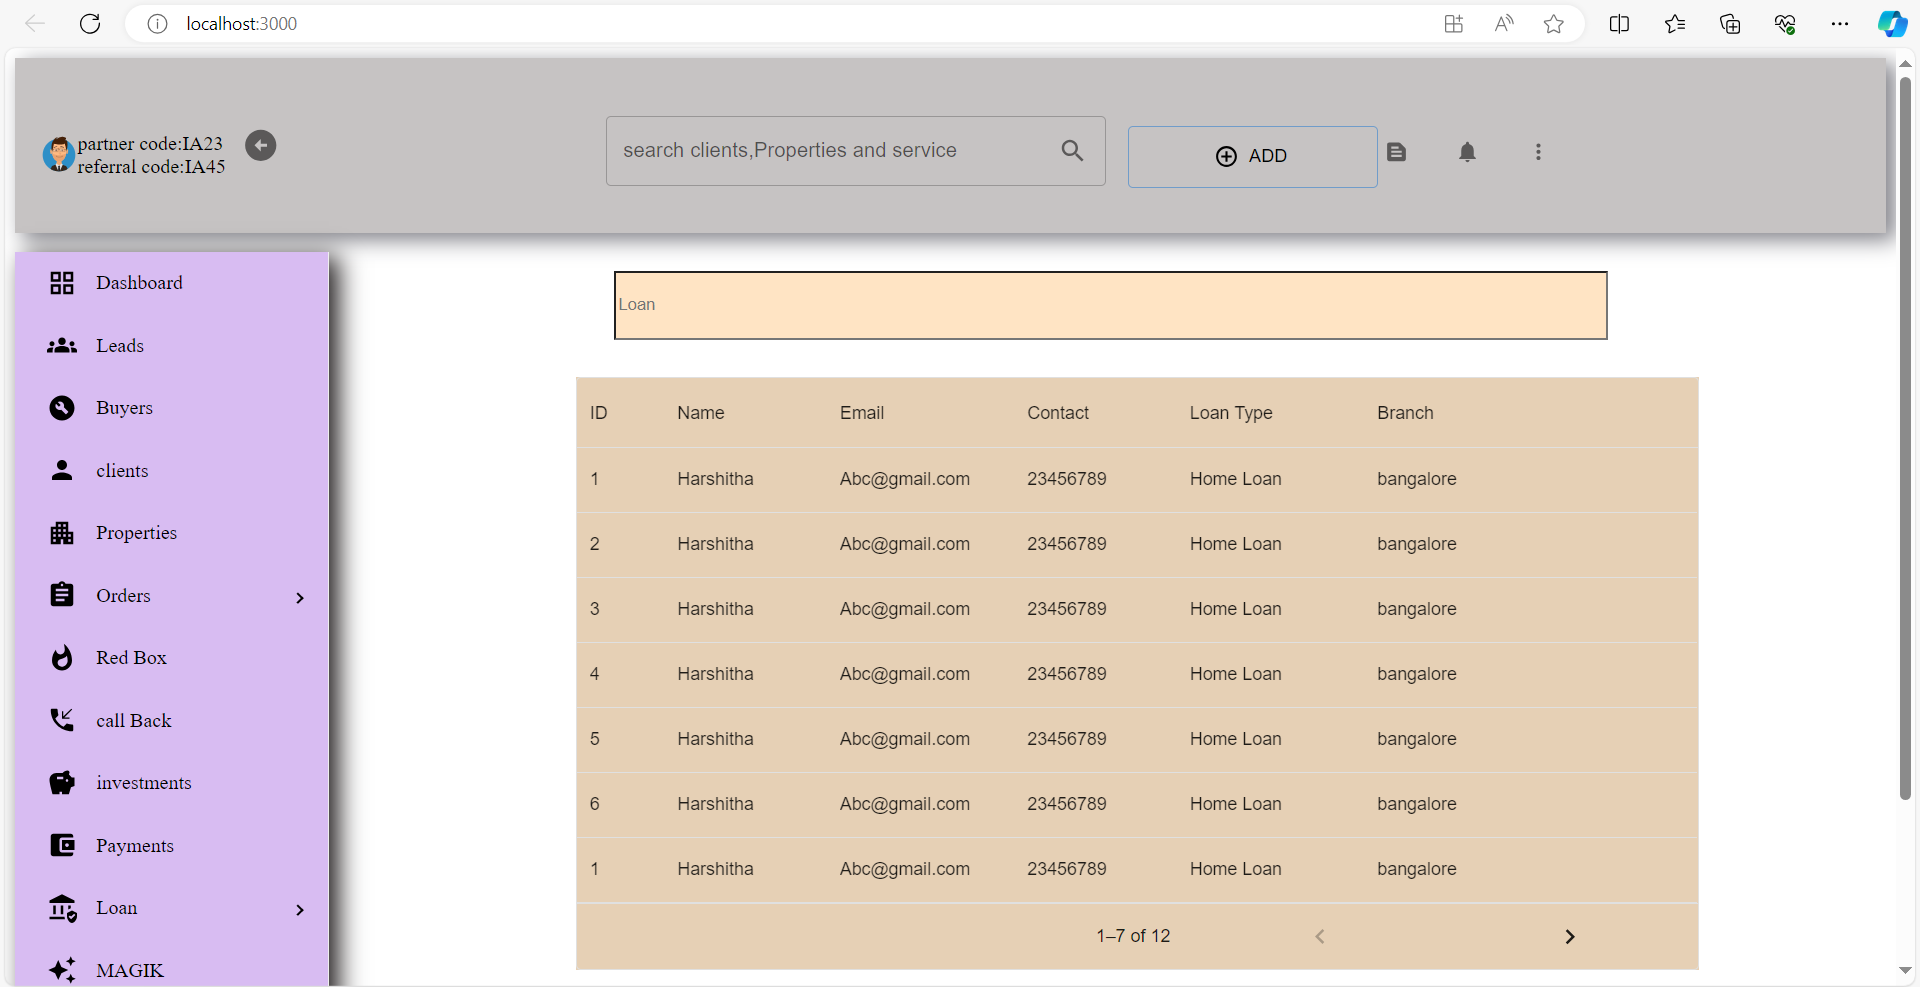 localhost:3000
partner code:IA23
referral code:IA45
search clients,Properties and service
ADD
Dashboard
Leads
Buyers
clients
Properties
Orders
Red Box
call Back
investments
Payments
Loan
MAGIK
Loan
ID Name Email Contact Loan Type Branch
1 Harshitha Abc@gmail.com 23456789 Home Loan bangalore
2 Harshitha Abc@gmail.com 23456789 Home Loan bangalore
3 Harshitha Abc@gmail.com 23456789 Home Loan bangalore
4 Harshitha Abc@gmail.com 23456789 Home Loan bangalore
5 Harshitha Abc@gmail.com 23456789 Home Loan bangalore
6 Harshitha Abc@gmail.com 23456789 Home Loan bangalore
1 Harshitha Abc@gmail.com 23456789 Home Loan bangalore
1–7 of 12